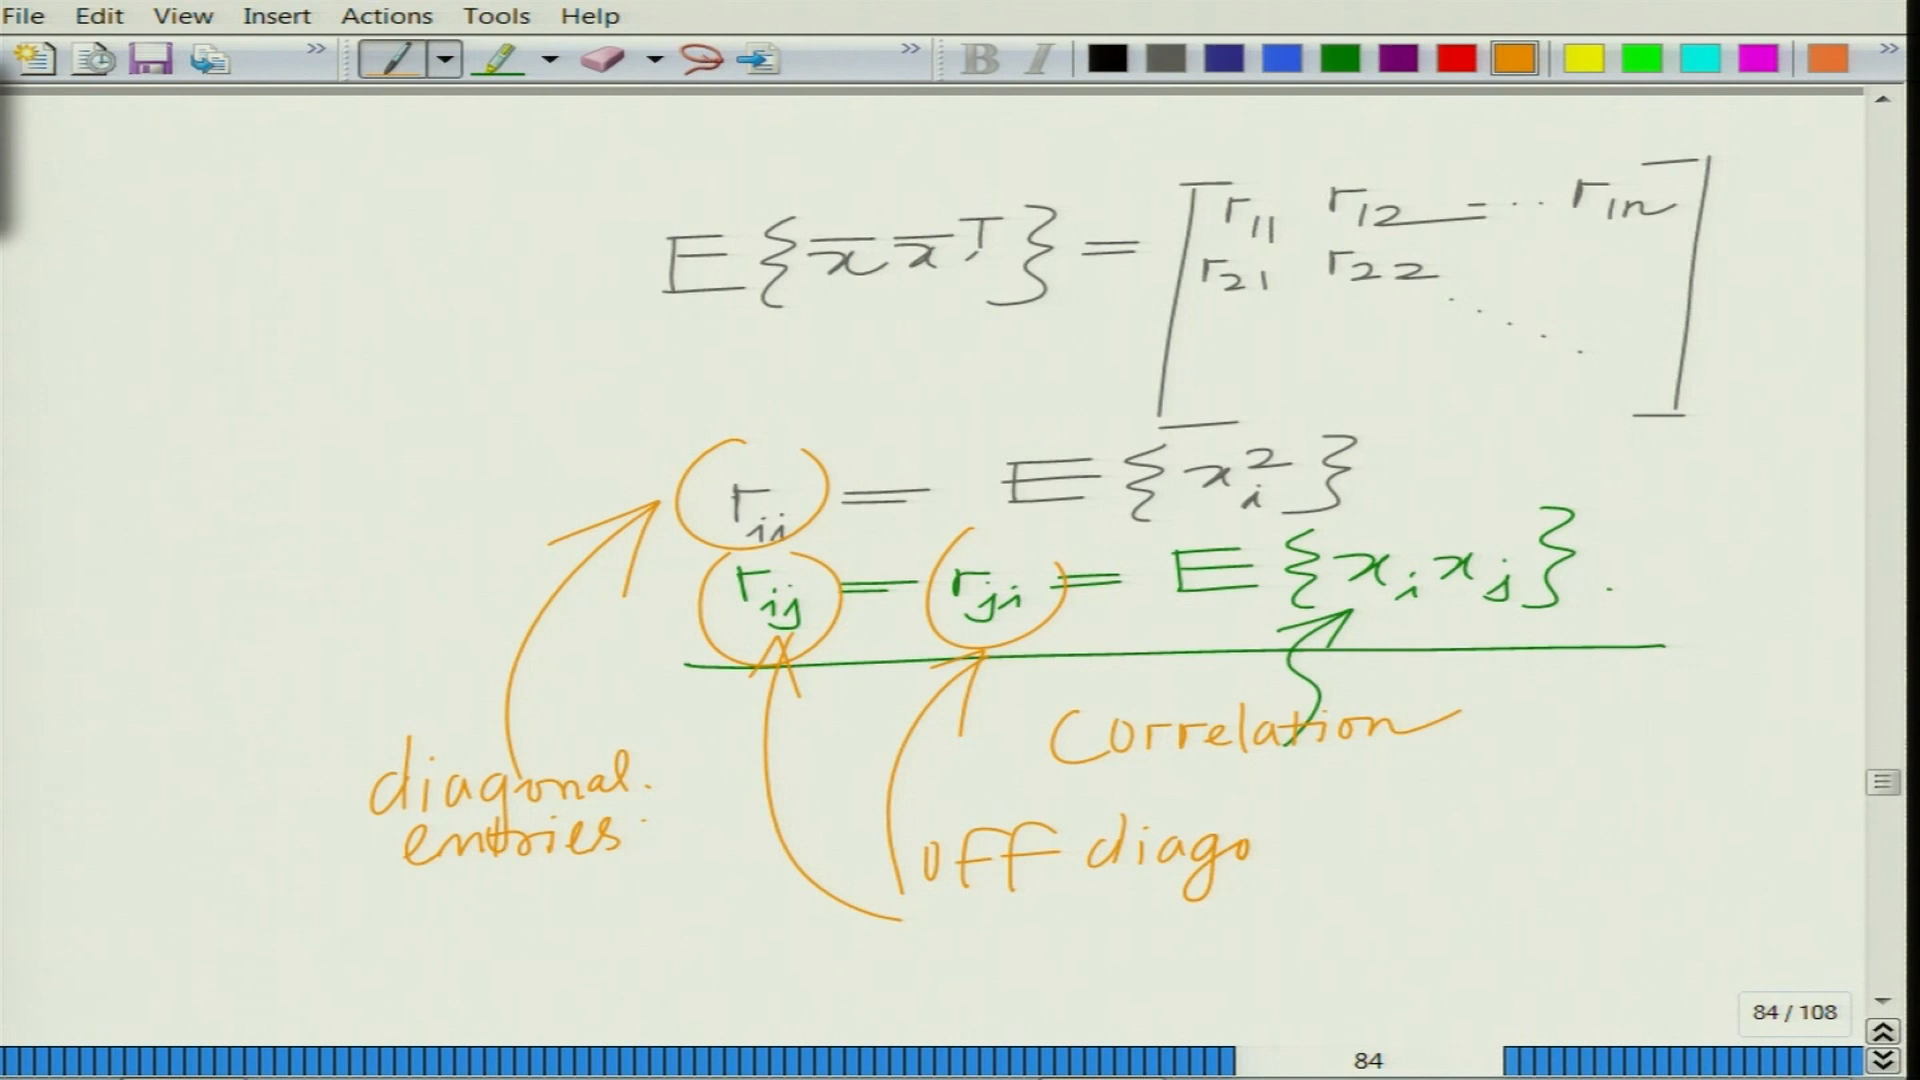 File Edit View Insert Actions Tools Help
B I
E{x̅ x̅ᵀ} = [r₁₁ r₁₂ - ... r₁ₙ
r₂₁ r₂₂ ..... ]
rᵢᵢ = E{xᵢ²}
rᵢⱼ = rⱼᵢ = E{xᵢxⱼ}.
Correlation
diagonal.
entries.
off diago
84 / 108
84